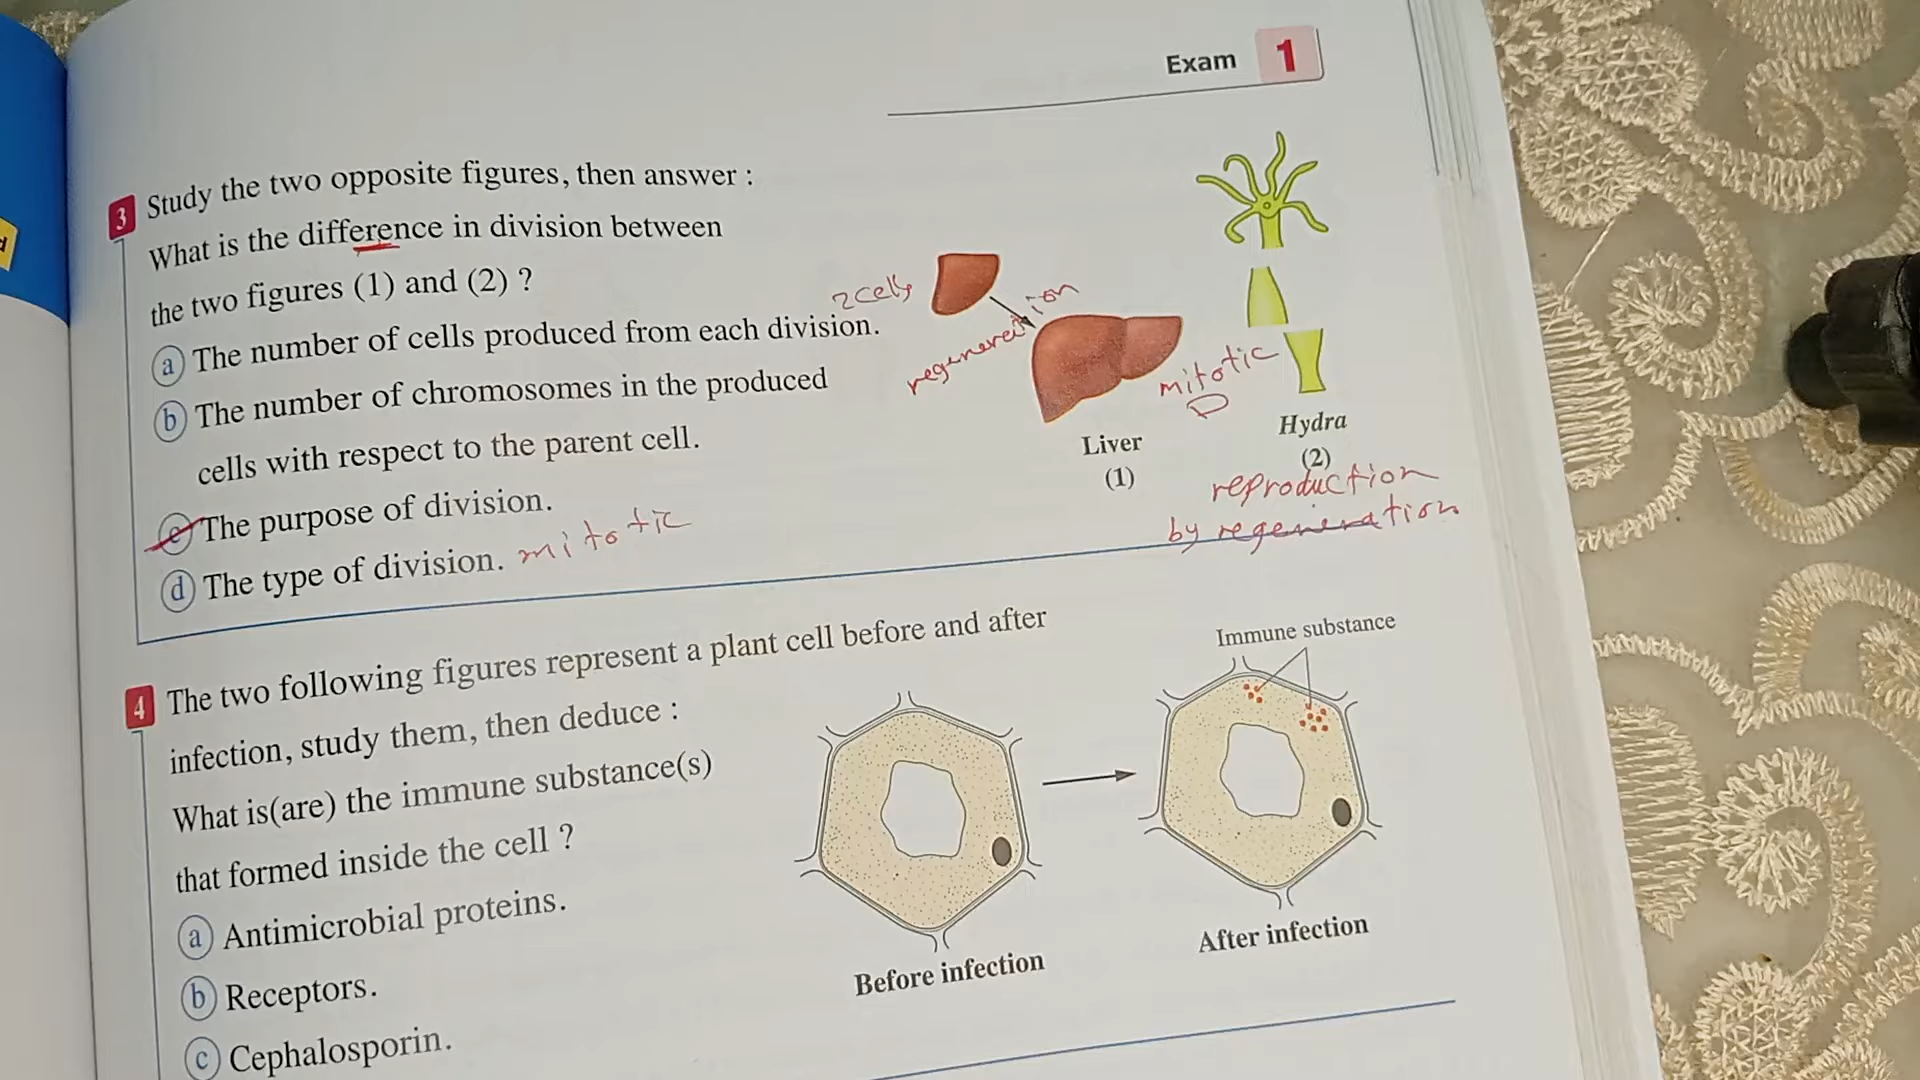 Exam 1
3 Study the two opposite figures, then answer :
What is the difference in division between
the two figures (1) and (2) ?
a The number of cells produced from each division.
b The number of chromosomes in the produced
cells with respect to the parent cell.
c The purpose of division.
d The type of division. mitotic
2 cells
regeneration
mitotic
D
Liver
(1)
Hydra
(2)
reproduction
by regeneration
4 The two following figures represent a plant cell before and after
infection, study them, then deduce :
What is(are) the immune substance(s)
that formed inside the cell ?
a Antimicrobial proteins.
b Receptors.
c Cephalosporin.
Immune substance
Before infection
After infection